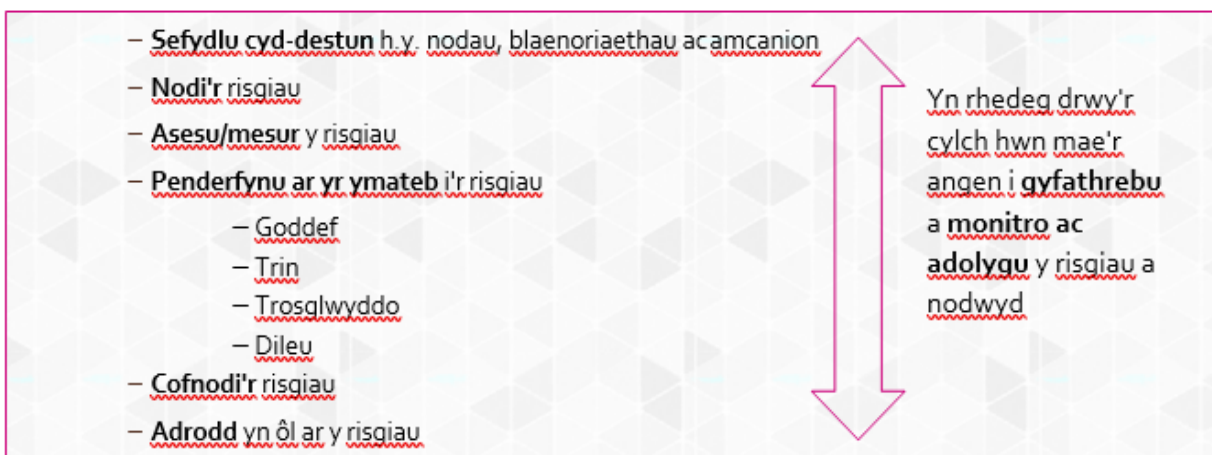 – Sefydlu cyd-destun h.y. nodau, blaenoriaethau acamcanion
– Nodi'r risgiau
– Asesu/mesur y risgiau
– Penderfynu ar yr ymateb i'r risgiau
– Goddef
– Trin
– Trosglwyddo
– Dileu
– Cofnodi'r risgiau
– Adrodd yn ôl ar y risgiau
Yn rhedeg drwy'r
cylch hwn mae'r
angen i gyfathrebu
a monitro ac
adolygu y risgiau a
nodwyd